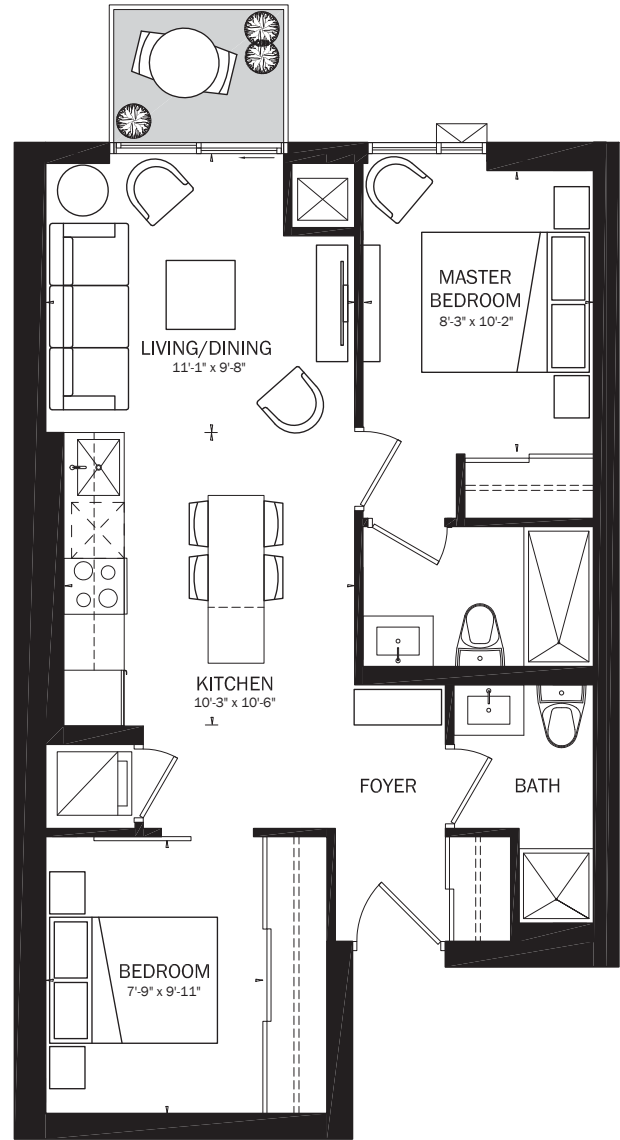 MASTER
BEDROOM
8'-3" x 10'-2"
LIVING/DINING
11'-1" x 9'-8"
KITCHEN
10'-3" x 10'-6"
FOYER
BATH
BEDROOM
7'-9" x 9'-11"